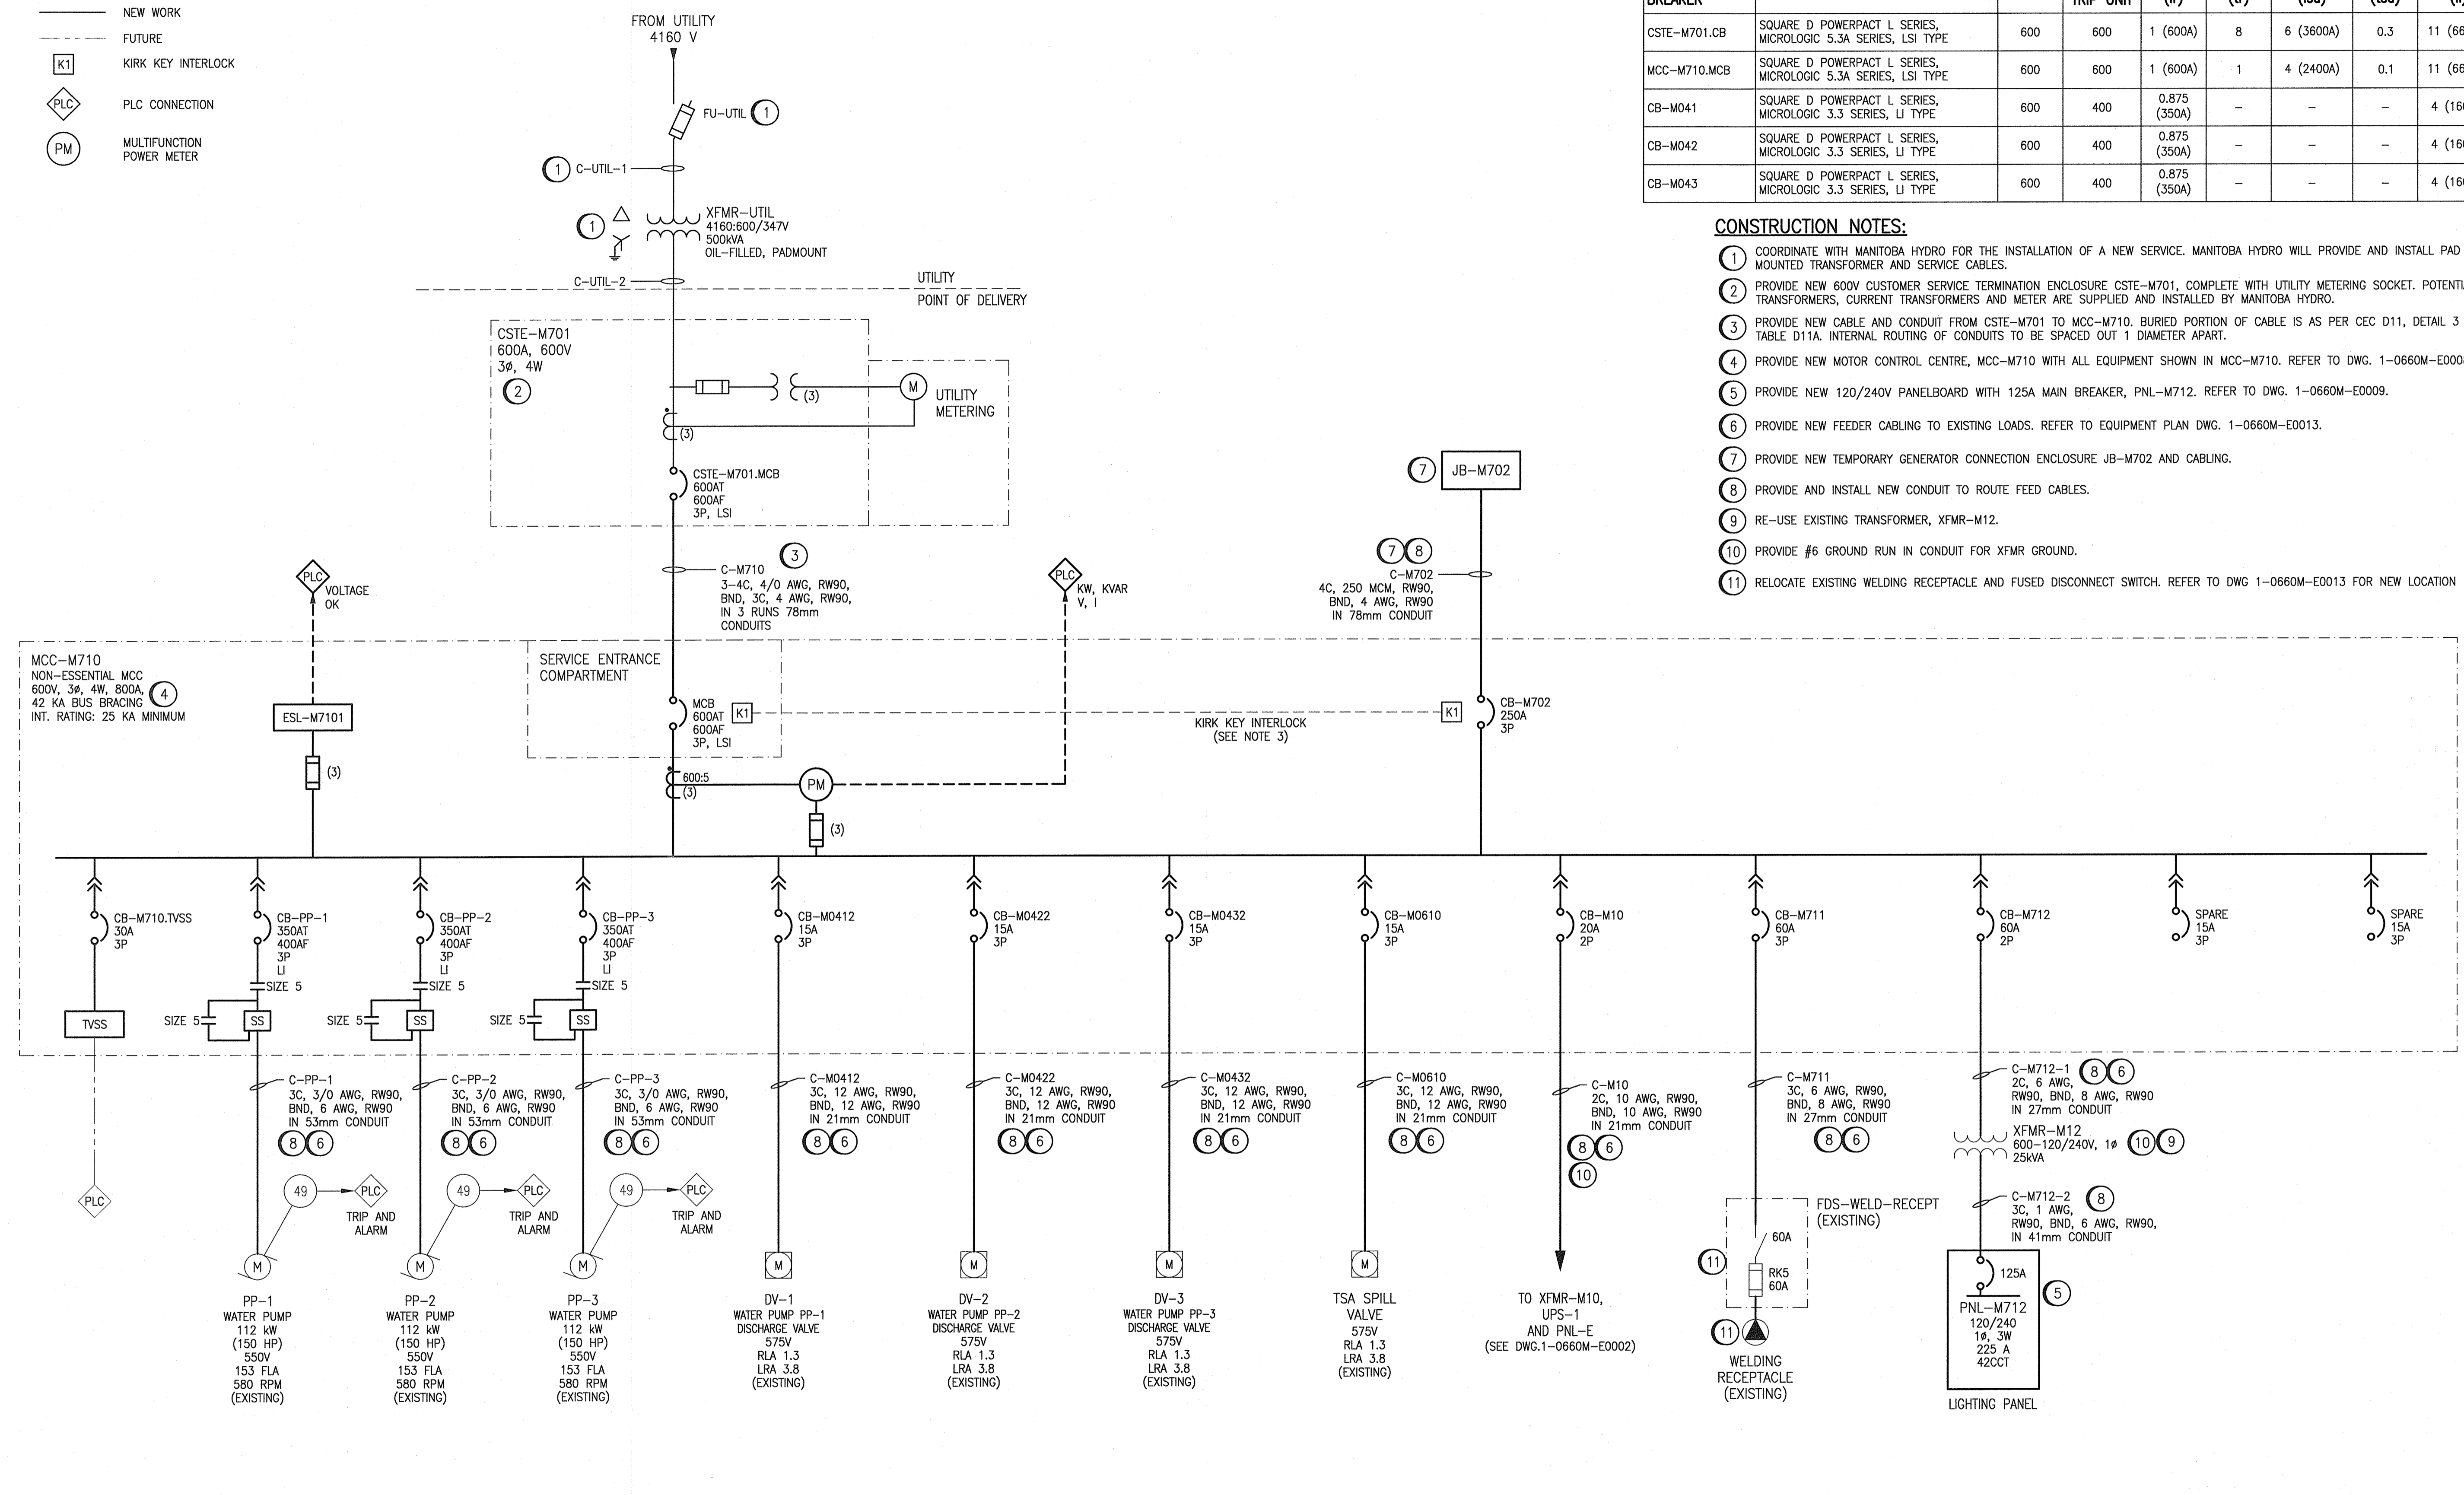 NEW WORK
FUTURE
K1 KIRK KEY INTERLOCK
PLC PLC CONNECTION
PM MULTIFUNCTION
POWER METER
FROM UTILITY
4160 V
FU-UTIL 1
1 C-UTIL-1
1
XFMR-UTIL
4160:600/347V
500kVA
OIL-FILLED, PADMOUNT
C-UTIL-2
UTILITY
POINT OF DELIVERY
CSTE-M701
600A, 600V
3ø, 4W
2
(3)
M
UTILITY
METERING
(3)
CSTE-M701.MCB
600AT
600AF
3P, LSI
3
C-M710
3-4C, 4/0 AWG, RW90,
BND, 3C, 4 AWG, RW90,
IN 3 RUNS 78mm
CONDUITS
PLC
VOLTAGE
OK
PLC
KW, KVAR
V, I
7 JB-M702
7 8
C-M702
4C, 250 MCM, RW90,
BND, 4 AWG, RW90
IN 78mm CONDUIT
BREAKER TRIP UNIT (Ir) (tr) (Isd) (tsd)
CSTE-M701.CB SQUARE D POWERPACT L SERIES, MICROLOGIC 5.3A SERIES, LSI TYPE 600 600 1 (600A) 8 6 (3600A) 0.3 11 (66
MCC-M710.MCB SQUARE D POWERPACT L SERIES, MICROLOGIC 5.3A SERIES, LSI TYPE 600 600 1 (600A) 1 4 (2400A) 0.1 11 (66
CB-M041 SQUARE D POWERPACT L SERIES, MICROLOGIC 3.3 SERIES, LI TYPE 600 400 0.875 (350A) – – – 4 (16
CB-M042 SQUARE D POWERPACT L SERIES, MICROLOGIC 3.3 SERIES, LI TYPE 600 400 0.875 (350A) – – – 4 (16
CB-M043 SQUARE D POWERPACT L SERIES, MICROLOGIC 3.3 SERIES, LI TYPE 600 400 0.875 (350A) – – – 4 (16
CONSTRUCTION NOTES:
1 COORDINATE WITH MANITOBA HYDRO FOR THE INSTALLATION OF A NEW SERVICE. MANITOBA HYDRO WILL PROVIDE AND INSTALL PAD
MOUNTED TRANSFORMER AND SERVICE CABLES.
2 PROVIDE NEW 600V CUSTOMER SERVICE TERMINATION ENCLOSURE CSTE-M701, COMPLETE WITH UTILITY METERING SOCKET. POTENTI
TRANSFORMERS, CURRENT TRANSFORMERS AND METER ARE SUPPLIED AND INSTALLED BY MANITOBA HYDRO.
3 PROVIDE NEW CABLE AND CONDUIT FROM CSTE-M701 TO MCC-M710. BURIED PORTION OF CABLE IS AS PER CEC D11, DETAIL 3
TABLE D11A. INTERNAL ROUTING OF CONDUITS TO BE SPACED OUT 1 DIAMETER APART.
4 PROVIDE NEW MOTOR CONTROL CENTRE, MCC-M710 WITH ALL EQUIPMENT SHOWN IN MCC-M710. REFER TO DWG. 1-0660M-E000
5 PROVIDE NEW 120/240V PANELBOARD WITH 125A MAIN BREAKER, PNL-M712. REFER TO DWG. 1-0660M-E0009.
6 PROVIDE NEW FEEDER CABLING TO EXISTING LOADS. REFER TO EQUIPMENT PLAN DWG. 1-0660M-E0013.
7 PROVIDE NEW TEMPORARY GENERATOR CONNECTION ENCLOSURE JB-M702 AND CABLING.
8 PROVIDE AND INSTALL NEW CONDUIT TO ROUTE FEED CABLES.
9 RE-USE EXISTING TRANSFORMER, XFMR-M12.
10 PROVIDE #6 GROUND RUN IN CONDUIT FOR XFMR GROUND.
11 RELOCATE EXISTING WELDING RECEPTACLE AND FUSED DISCONNECT SWITCH. REFER TO DWG 1-0660M-E0013 FOR NEW LOCATION
MCC-M710
NON-ESSENTIAL MCC
600V, 3ø, 4W, 800A,
42 KA BUS BRACING
INT. RATING: 25 KA MINIMUM
4
ESL-M7101
(3)
SERVICE ENTRANCE
COMPARTMENT
MCB
600AT
600AF
3P, LSI
K1
KIRK KEY INTERLOCK
(SEE NOTE 3)
K1
CB-M702
250A
3P
600:5
(3)
PM
(3)
CB-M710.TVSS
30A
3P
TVSS
PLC
CB-PP-1
350AT
400AF
3P
LI
SIZE 5
SIZE 5 SS
CB-PP-2
350AT
400AF
3P
LI
SIZE 5
SIZE 5 SS
CB-PP-3
350AT
400AF
3P
LI
SIZE 5
SIZE 5 SS
CB-M0412
15A
3P
CB-M0422
15A
3P
CB-M0432
15A
3P
CB-M0610
15A
3P
CB-M10
20A
2P
CB-M711
60A
3P
CB-M712
60A
2P
SPARE
15A
3P
SPARE
15A
3P
C-PP-1
3C, 3/0 AWG, RW90,
BND, 6 AWG, RW90
IN 53mm CONDUIT
8 6
49 PLC
TRIP AND
ALARM
M
PP-1
WATER PUMP
112 kW
(150 HP)
550V
153 FLA
580 RPM
(EXISTING)
C-PP-2
3C, 3/0 AWG, RW90,
BND, 6 AWG, RW90
IN 53mm CONDUIT
8 6
49 PLC
TRIP AND
ALARM
M
PP-2
WATER PUMP
112 kW
(150 HP)
550V
153 FLA
580 RPM
(EXISTING)
C-PP-3
3C, 3/0 AWG, RW90,
BND, 6 AWG, RW90
IN 53mm CONDUIT
8 6
49 PLC
TRIP AND
ALARM
M
PP-3
WATER PUMP
112 kW
(150 HP)
550V
153 FLA
580 RPM
(EXISTING)
C-M0412
3C, 12 AWG, RW90,
BND, 12 AWG, RW90
IN 21mm CONDUIT
8 6
M
DV-1
WATER PUMP PP-1
DISCHARGE VALVE
575V
RLA 1.3
LRA 3.8
(EXISTING)
C-M0422
3C, 12 AWG, RW90,
BND, 12 AWG, RW90
IN 21mm CONDUIT
8 6
M
DV-2
WATER PUMP PP-2
DISCHARGE VALVE
575V
RLA 1.3
LRA 3.8
(EXISTING)
C-M0432
3C, 12 AWG, RW90,
BND, 12 AWG, RW90
IN 21mm CONDUIT
8 6
M
DV-3
WATER PUMP PP-3
DISCHARGE VALVE
575V
RLA 1.3
LRA 3.8
(EXISTING)
C-M0610
3C, 12 AWG, RW90,
BND, 12 AWG, RW90
IN 21mm CONDUIT
8 6
M
TSA SPILL
VALVE
575V
RLA 1.3
LRA 3.8
(EXISTING)
C-M10
2C, 10 AWG, RW90,
BND, 10 AWG, RW90
IN 21mm CONDUIT
8 6
10
TO XFMR-M10,
UPS-1
AND PNL-E
(SEE DWG.1-0660M-E0002)
C-M711
3C, 6 AWG, RW90,
BND, 8 AWG, RW90
IN 27mm CONDUIT
8 6
FDS-WELD-RECEPT
(EXISTING)
60A
11
RK5
60A
11
WELDING
RECEPTACLE
(EXISTING)
C-M712-1 8 6
2C, 6 AWG,
RW90, BND, 8 AWG, RW90
IN 27mm CONDUIT
XFMR-M12
600-120/240V, 1ø 10 9
25kVA
C-M712-2 8
3C, 1 AWG,
RW90, BND, 6 AWG, RW90,
IN 41mm CONDUIT
125A
5
PNL-M712
120/240
1ø, 3W
225 A
42CCT
LIGHTING PANEL